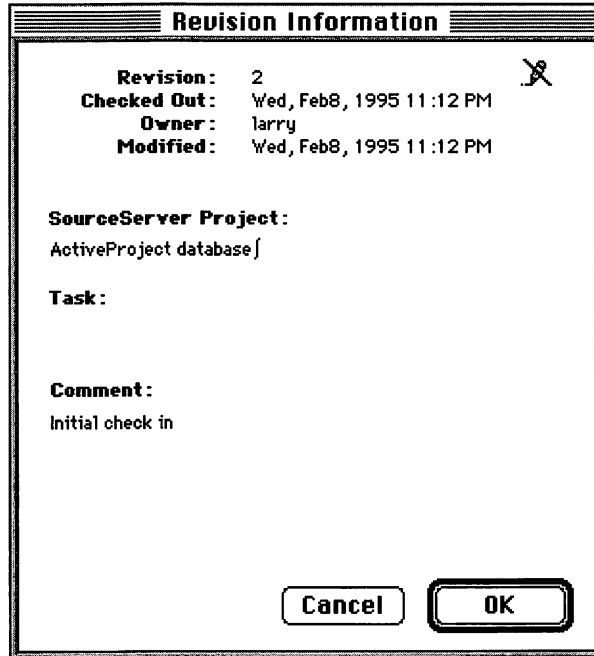 Revision Information
Revision: 2
Checked Out: Wed, Feb8, 1995 11:12 PM
Owner: larry
Modified: Wed, Feb8, 1995 11:12 PM
SourceServer Project:
ActiveProject database∫
Task:
Comment:
Initial check in
Cancel OK